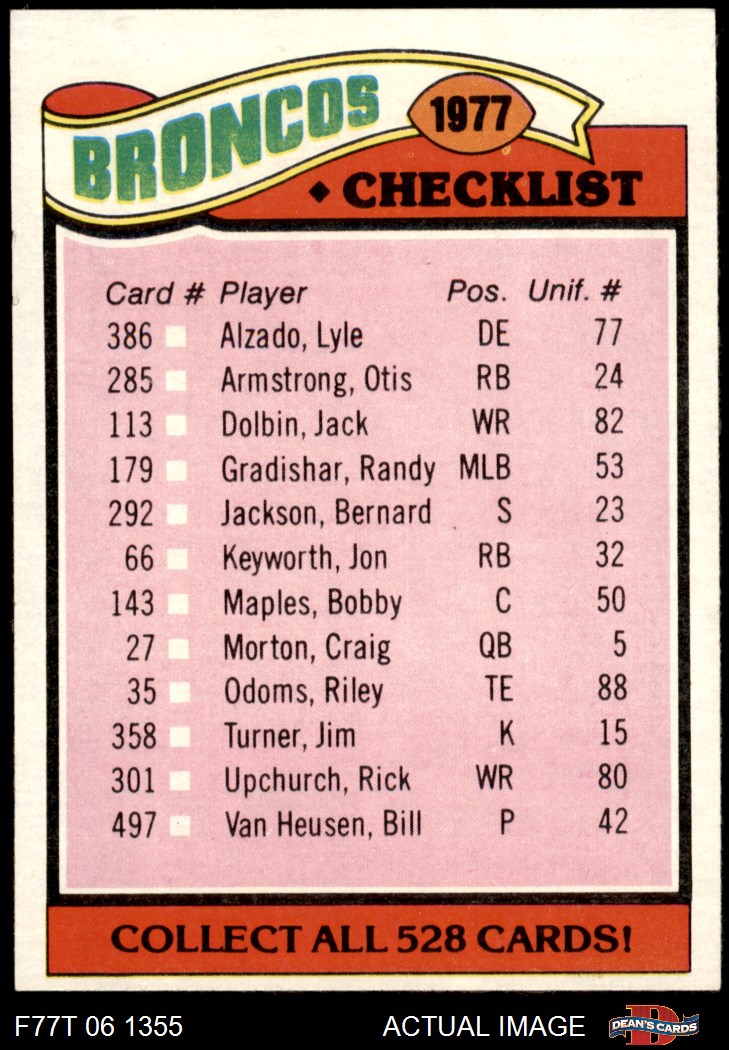 BRONCOS
1977
◆ CHECKLIST
Card # Player Pos. Unif. #
386 Alzado, Lyle DE 77
285 Armstrong, Otis RB 24
113 Dolbin, Jack WR 82
179 Gradishar, Randy MLB 53
292 Jackson, Bernard S 23
66 Keyworth, Jon RB 32
143 Maples, Bobby C 50
27 Morton, Craig QB 5
35 Odoms, Riley TE 88
358 Turner, Jim K 15
301 Upchurch, Rick WR 80
497 Van Heusen, Bill P 42
COLLECT ALL 528 CARDS!
F77T 06 1355 ACTUAL IMAGE D DEAN'S CARDS